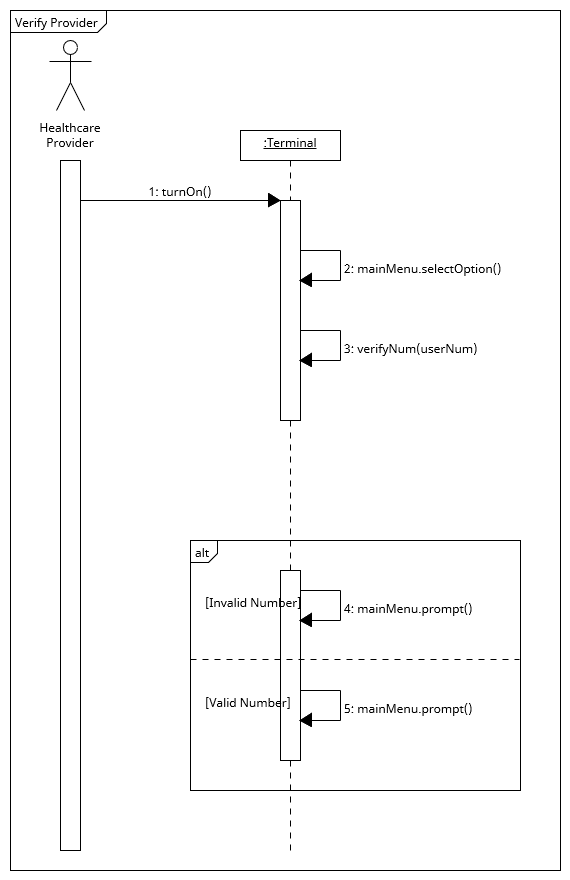 Verify Provider
Healthcare
Provider
:Terminal
1: turnOn()
2: mainMenu.selectOption()
3: verifyNum(userNum)
alt
[Invalid Number]
4: mainMenu.prompt()
[Valid Number]
5: mainMenu.prompt()